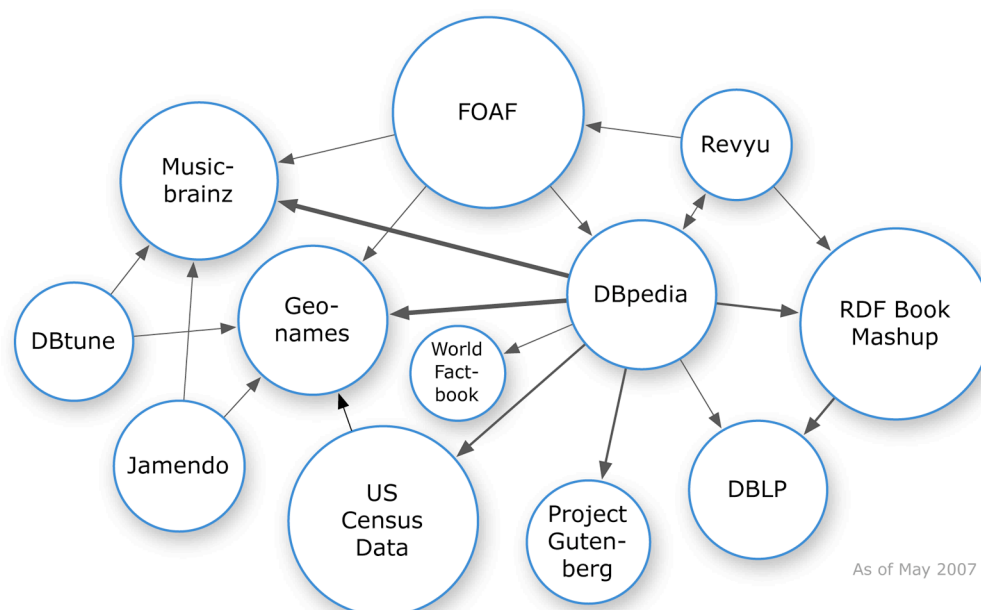 FOAF
Revyu
Music-
brainz
DBpedia
Geo-
names
RDF Book
Mashup
DBtune
World
Fact-
book
Jamendo
US
Census
Data
Project
Guten-
berg
DBLP
As of May 2007